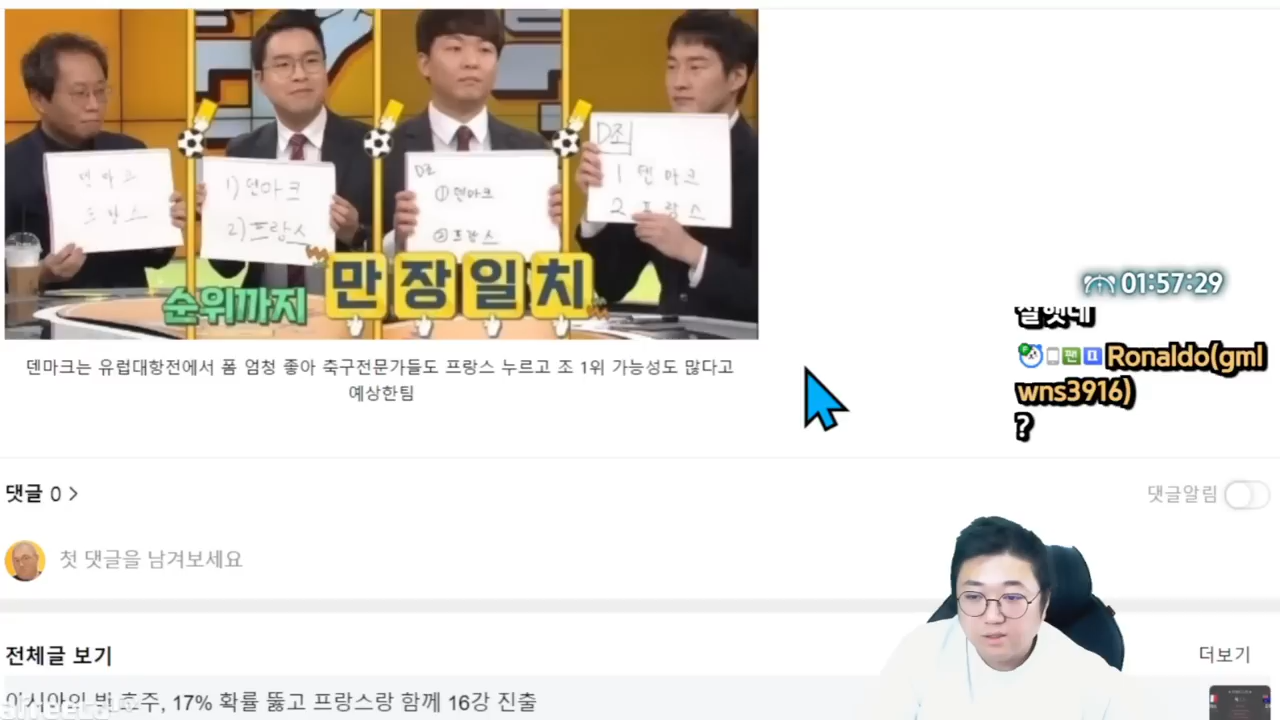 덴마크
프랑스
1) 덴마크
2) 프랑스
D조
① 덴마크
② 프랑스
D조
1 덴마크
2 프랑스
순위까지 만장일치
덴마크는 유럽대항전에서 폼 엄청 좋아 축구전문가들도 프랑스 누르고 조 1위 가능성도 많다고
예상한팀
01:57:29
잘했네
팬
Ronaldo(gml
wns3916)
?
댓글 0 >
댓글알림
첫 댓글을 남겨보세요
전체글 보기
더보기
아시아의 벽 호주, 17% 확률 뚫고 프랑스랑 함께 16강 진출
afreeca